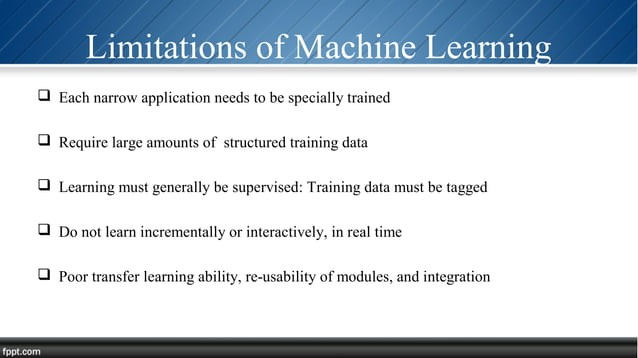 Limitations of Machine Learning
Each narrow application needs to be specially trained
Require large amounts of structured training data
Learning must generally be supervised: Training data must be tagged
Do not learn incrementally or interactively, in real time
Poor transfer learning ability, re-usability of modules, and integration
fppt.com